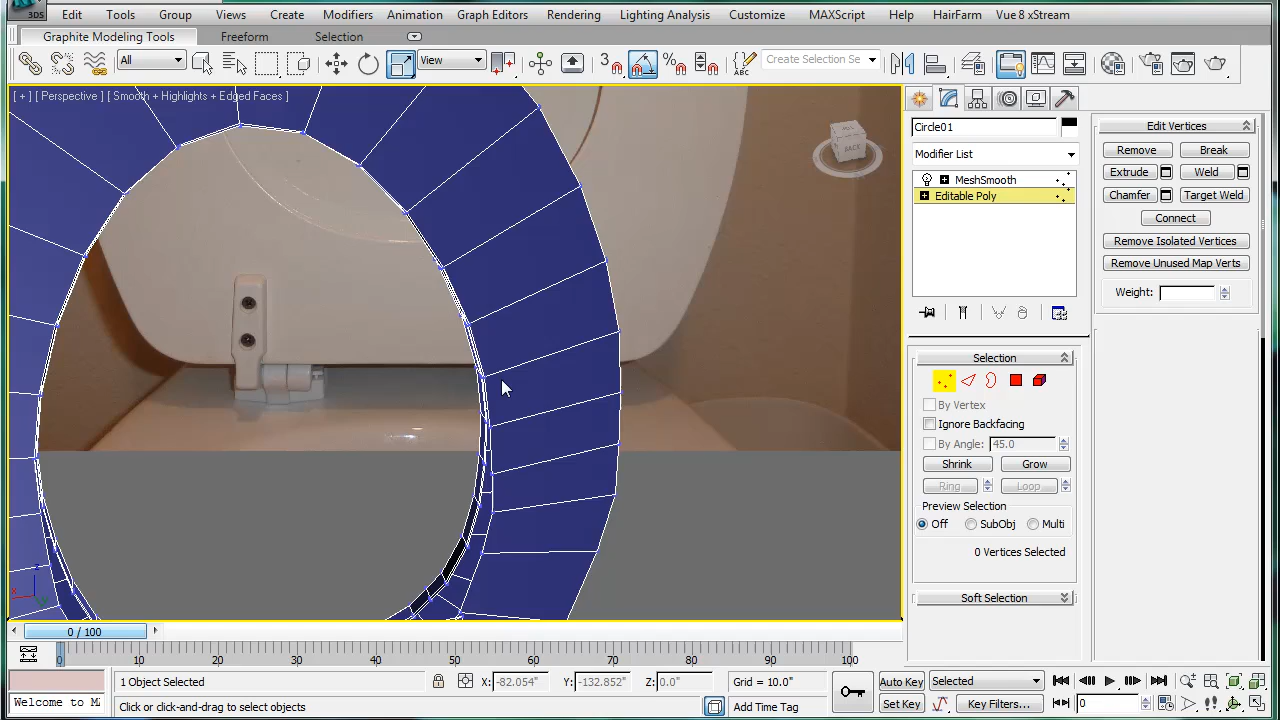 3DS Edit Tools Group Views Create Modifiers Animation Graph Editors Rendering Lighting Analysis Customize MAXScript Help HairFarm Vue 8 xStream
Graphite Modeling Tools Freeform Selection
All View 3 ABC Create Selection Se
[ + ] [ Perspective ] [ Smooth + Highlights + Edged Faces ]
BACK
Circle01
Modifier List
MeshSmooth
Editable Poly
Selection
By Vertex
Ignore Backfacing
By Angle: 45.0
Shrink Grow
Ring Loop
Preview Selection
Off SubObj Multi
0 Vertices Selected
Soft Selection
Edit Vertices
Remove Break
Extrude Weld
Chamfer Target Weld
Connect
Remove Isolated Vertices
Remove Unused Map Verts
Weight:
0 / 100
0 10 20 30 40 50 60 70 80 90 100
1 Object Selected X: -82.054" Y: -132.852" Z: 0.0" Grid = 10.0" Auto Key Selected
Welcome to M Click or click-and-drag to select objects Add Time Tag Set Key Key Filters... 0